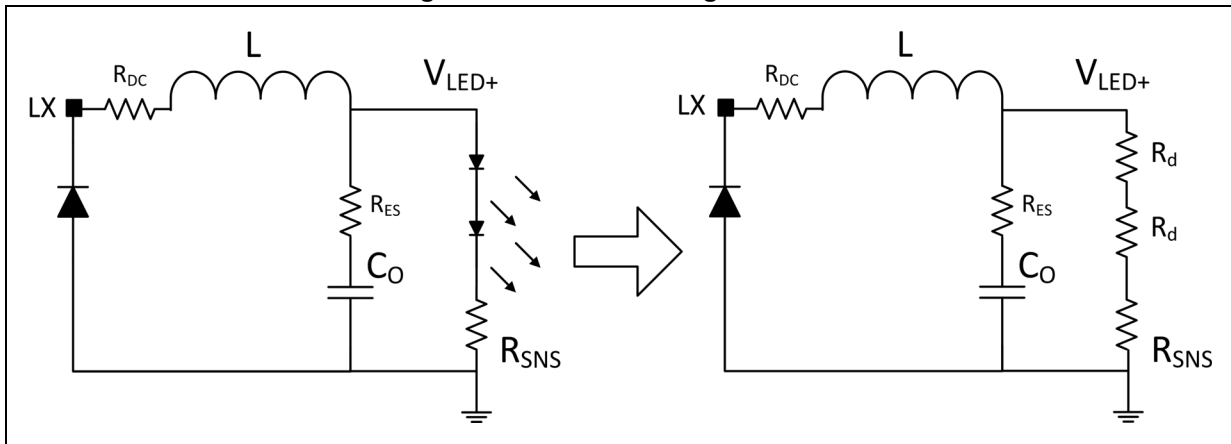 L
R_DC
V_LED+
LX
R_ES
C_O
R_SNS
L
R_DC
V_LED+
LX
R_d
R_ES
R_d
C_O
R_SNS